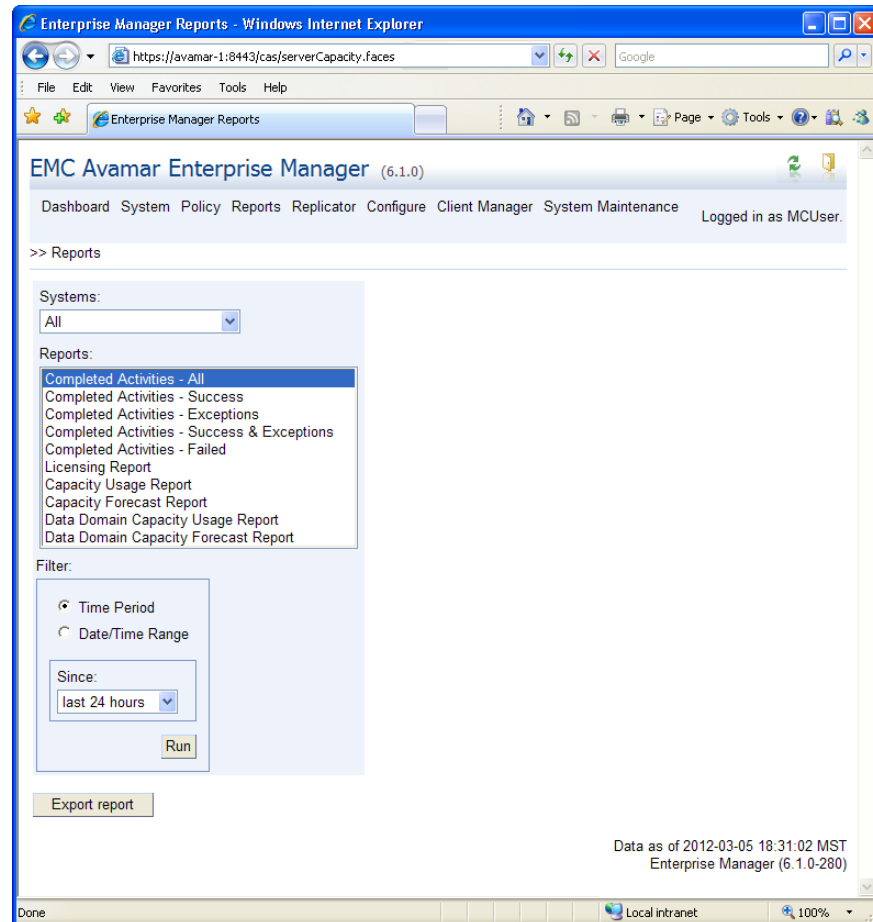 Enterprise Manager Reports - Windows Internet Explorer
https://avamar-1:8443/cas/serverCapacity.faces
Google
File Edit View Favorites Tools Help
Enterprise Manager Reports
Page Tools
EMC Avamar Enterprise Manager (6.1.0)
Dashboard System Policy Reports Replicator Configure Client Manager System Maintenance
Logged in as MCUser.
>> Reports
Systems:
All
Reports:
Completed Activities - All
Completed Activities - Success
Completed Activities - Exceptions
Completed Activities - Success & Exceptions
Completed Activities - Failed
Licensing Report
Capacity Usage Report
Capacity Forecast Report
Data Domain Capacity Usage Report
Data Domain Capacity Forecast Report
Filter:
Time Period
Date/Time Range
Since:
last 24 hours
Run
Export report
Data as of 2012-03-05 18:31:02 MST
Enterprise Manager (6.1.0-280)
Done
Local intranet
100%